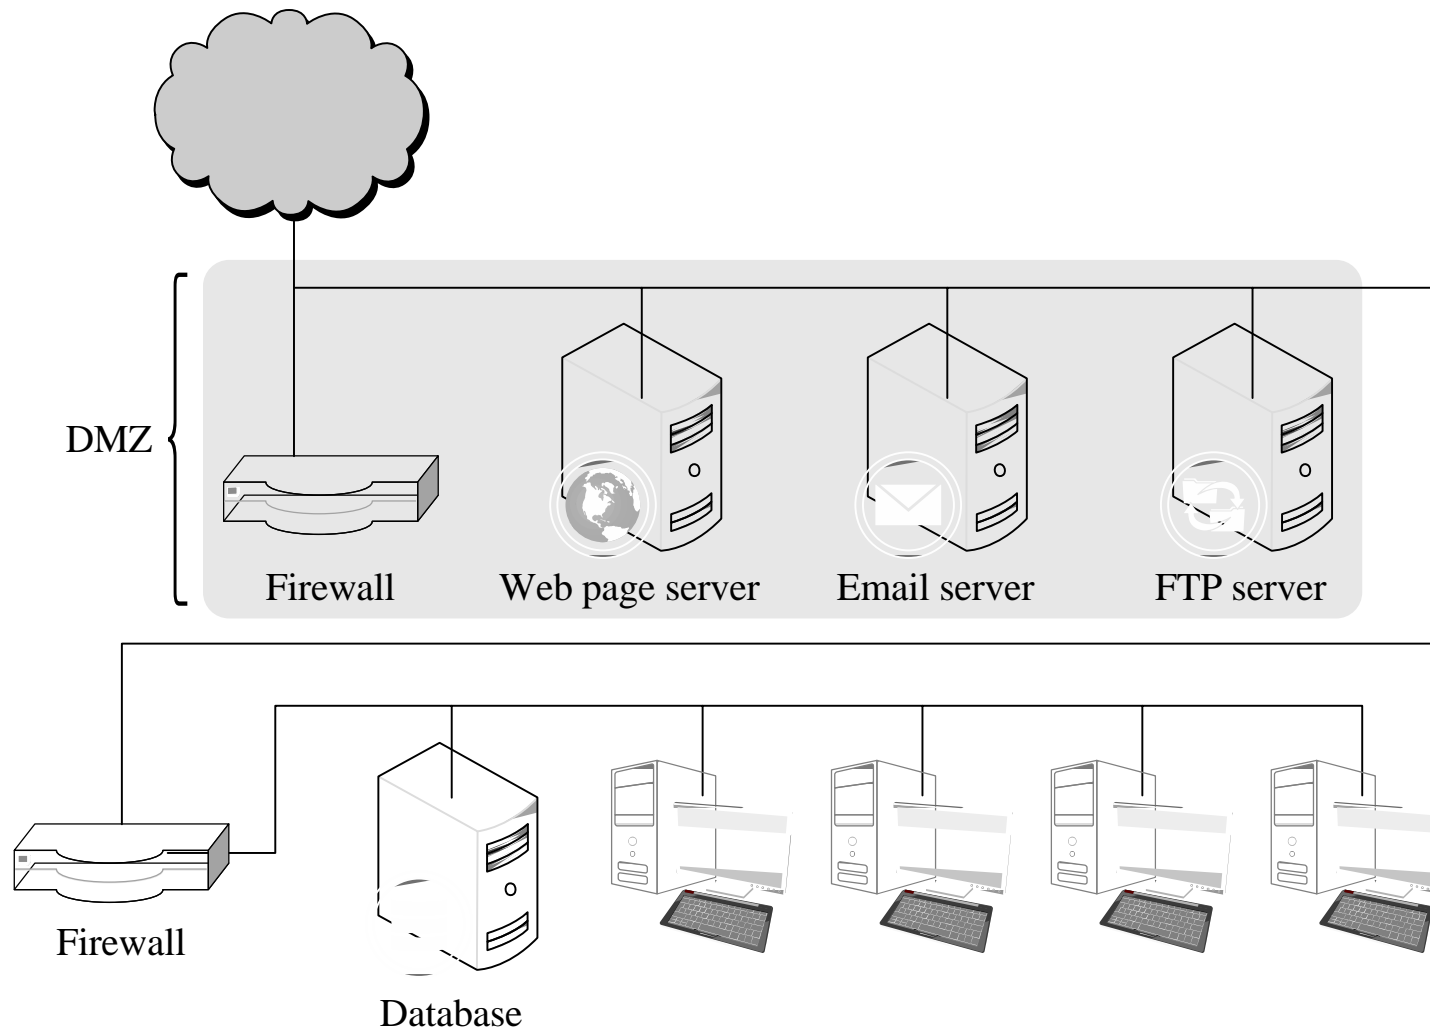 DMZ
Firewall
Web page server
Email server
FTP server
Firewall
Database